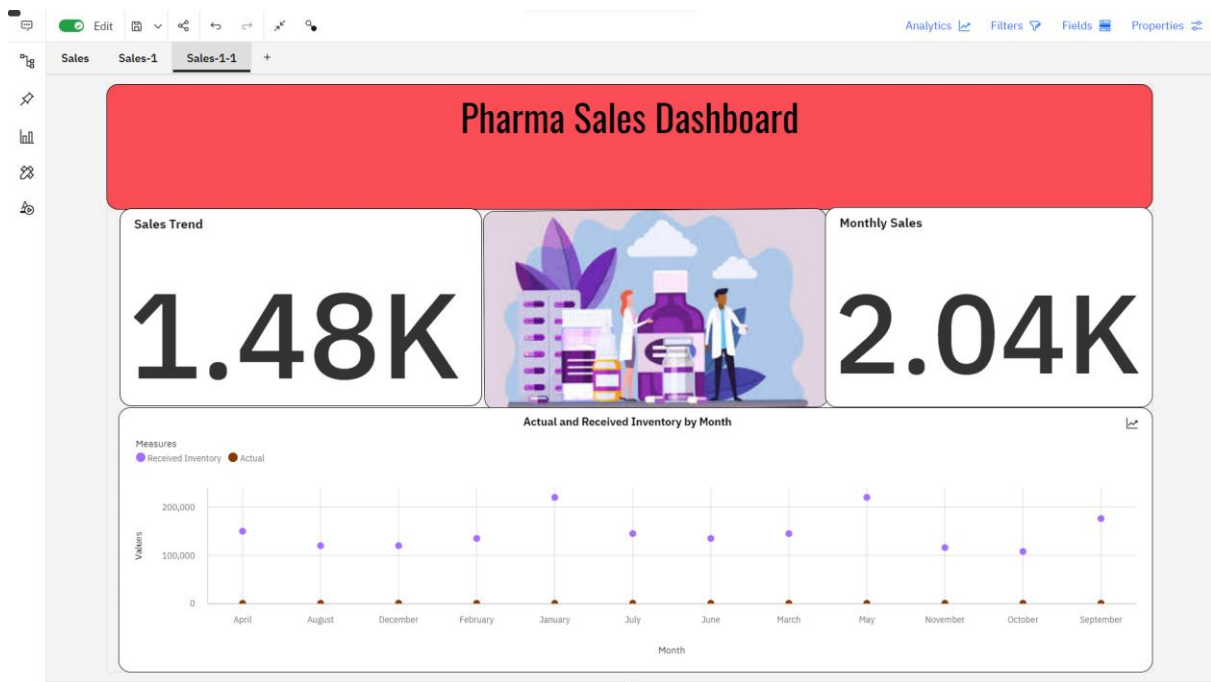 Edit
Analytics Filters Fields Properties
Sales Sales-1 Sales-1-1 +
Pharma Sales Dashboard
Sales Trend
1.48K
Monthly Sales
2.04K
Actual and Received Inventory by Month
Measures
Received Inventory Actual
Values
200,000
100,000
0
April August December February January July June March May November October September
Month